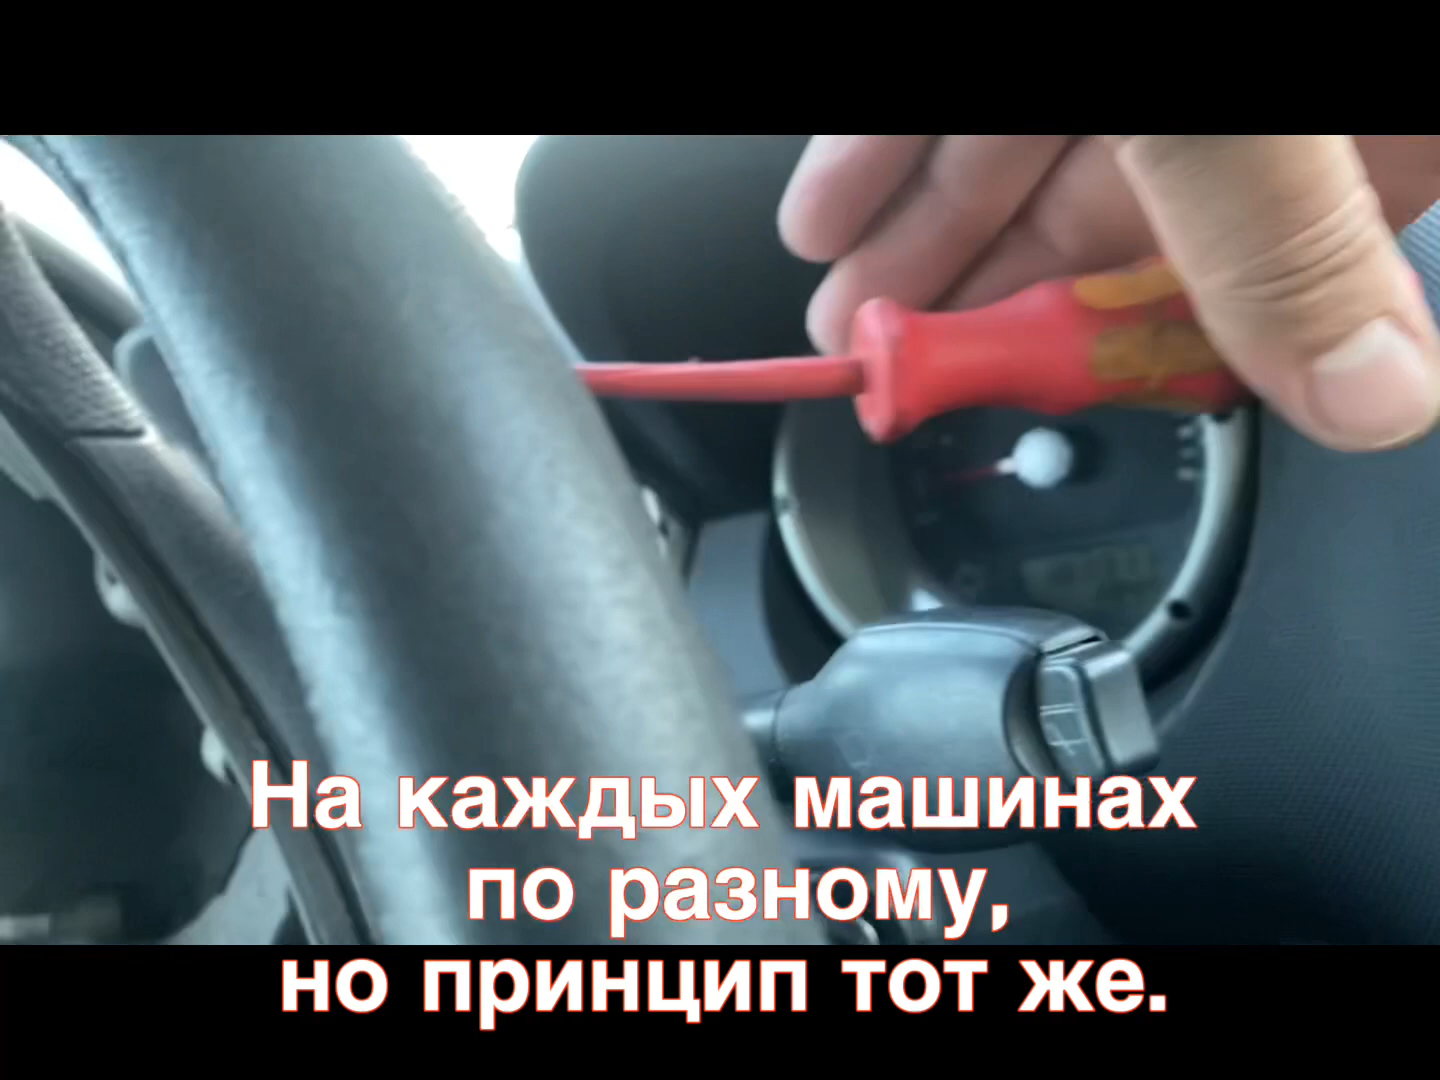 На каждых машинах
по разному,
но принцип тот же.